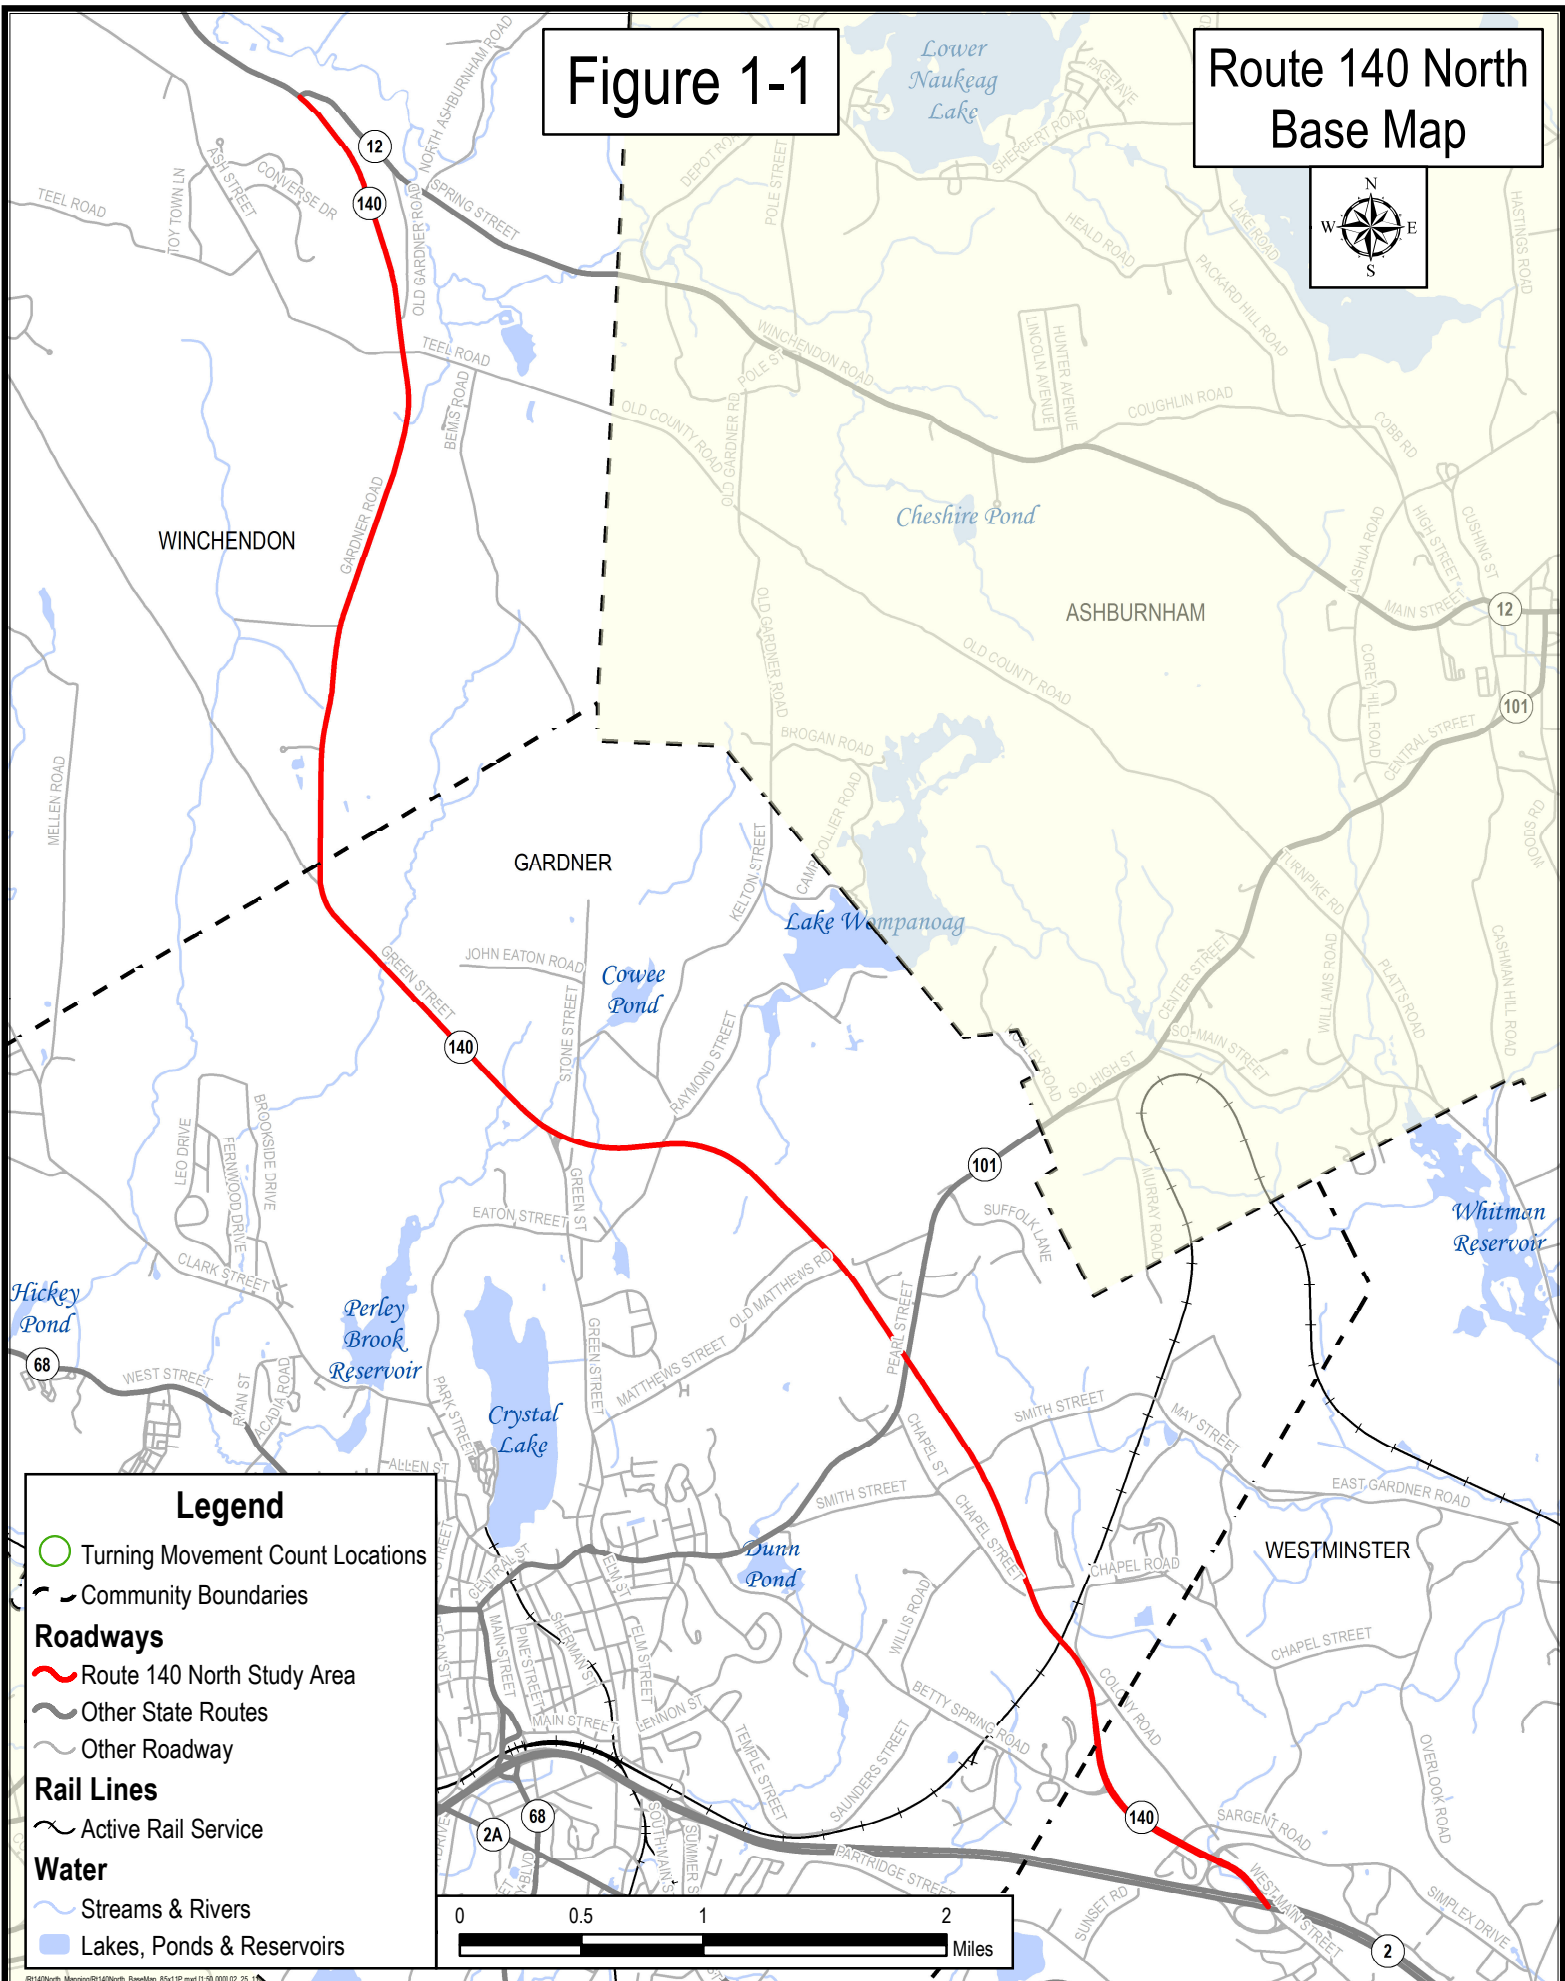 Figure 1-1
Route 140 North
Base Map
N
W
E
S
Lower
Naukeag
Lake
PAGE AVE
SHERBERT ROAD
DEPOT ROAD
POLE STREET
HEALD ROAD
LAKE ROAD
PACKARD HILL ROAD
HASTINGS ROAD
NORTH ASHBURNHAM ROAD
12
140
SPRING STREET
OLD GARDNER ROAD
ASH STREET
CONVERSE DR
TOY TOWN LN
TEEL ROAD
TEEL ROAD
BEMIS ROAD
WINCHENDON ROAD
POLE ST
LINCOLN AVENUE
HUNTER AVENUE
COUGHLIN ROAD
COBB RD
OLD COUNTY ROAD
OLD GARDNER RD
GARDNER ROAD
WINCHENDON
Cheshire Pond
LASHUA ROAD
HIGH STREET
CUSHING ST
MAIN STREET
12
ASHBURNHAM
OLD GARDNER ROAD
OLD COUNTY ROAD
COREY HILL ROAD
CENTRAL STREET
101
BROGAN ROAD
MELLEN ROAD
GARDNER
CAMP COLLIER ROAD
KELTON STREET
Lake Wompanoag
TURNPIKE RD
WOODS RD
CASHMAN HILL ROAD
JOHN EATON ROAD
Cowee
Pond
GREEN STREET
140
STONE STREET
RAYMOND STREET
CENTER STREET
SO. MAIN STREET
WILLAMS ROAD
PLATTS ROAD
SO. HIGH ST
LEO DRIVE
FERNWOOD DRIVE
BROOKSIDE DRIVE
CLARK STREET
EATON STREET
GREEN ST
101
SUFFOLK LANE
MURRAY ROAD
Whitman
Reservoir
Hickey
Pond
68
WEST STREET
RYAN ST
ACADIA ROAD
Perley
Brook
Reservoir
PARK STREET
ALLEN ST
Crystal
Lake
GREEN STREET
MATTHEWS STREET
OLD MATTHEWS RD
PEARL STREET
CHAPEL ST
SMITH STREET
SMITH STREET
MAY STREET
EAST GARDNER ROAD
CHAPEL STREET
CHAPEL ROAD
WESTMINSTER
CHAPEL STREET
Dunn
Pond
WILLIS ROAD
BETTY SPRING ROAD
COLONY ROAD
OVERLOOK ROAD
CENTRAL ST
ELM ST
MAIN STREET
PINE STREET
SHERMAN ST
ELM STREET
LENNON ST
MAIN STREET
TEMPLE STREET
SAUNDERS STREET
140
SARGENT ROAD
WEST MAIN STREET
SIMPLEX DRIVE
SUNSET RD
PARTRIDGE STREET
2A
68
2
Legend
Turning Movement Count Locations
Community Boundaries
Roadways
Route 140 North Study Area
Other State Routes
Other Roadway
Rail Lines
Active Rail Service
Water
Streams & Rivers
Lakes, Ponds & Reservoirs
0 0.5 1 2
Miles